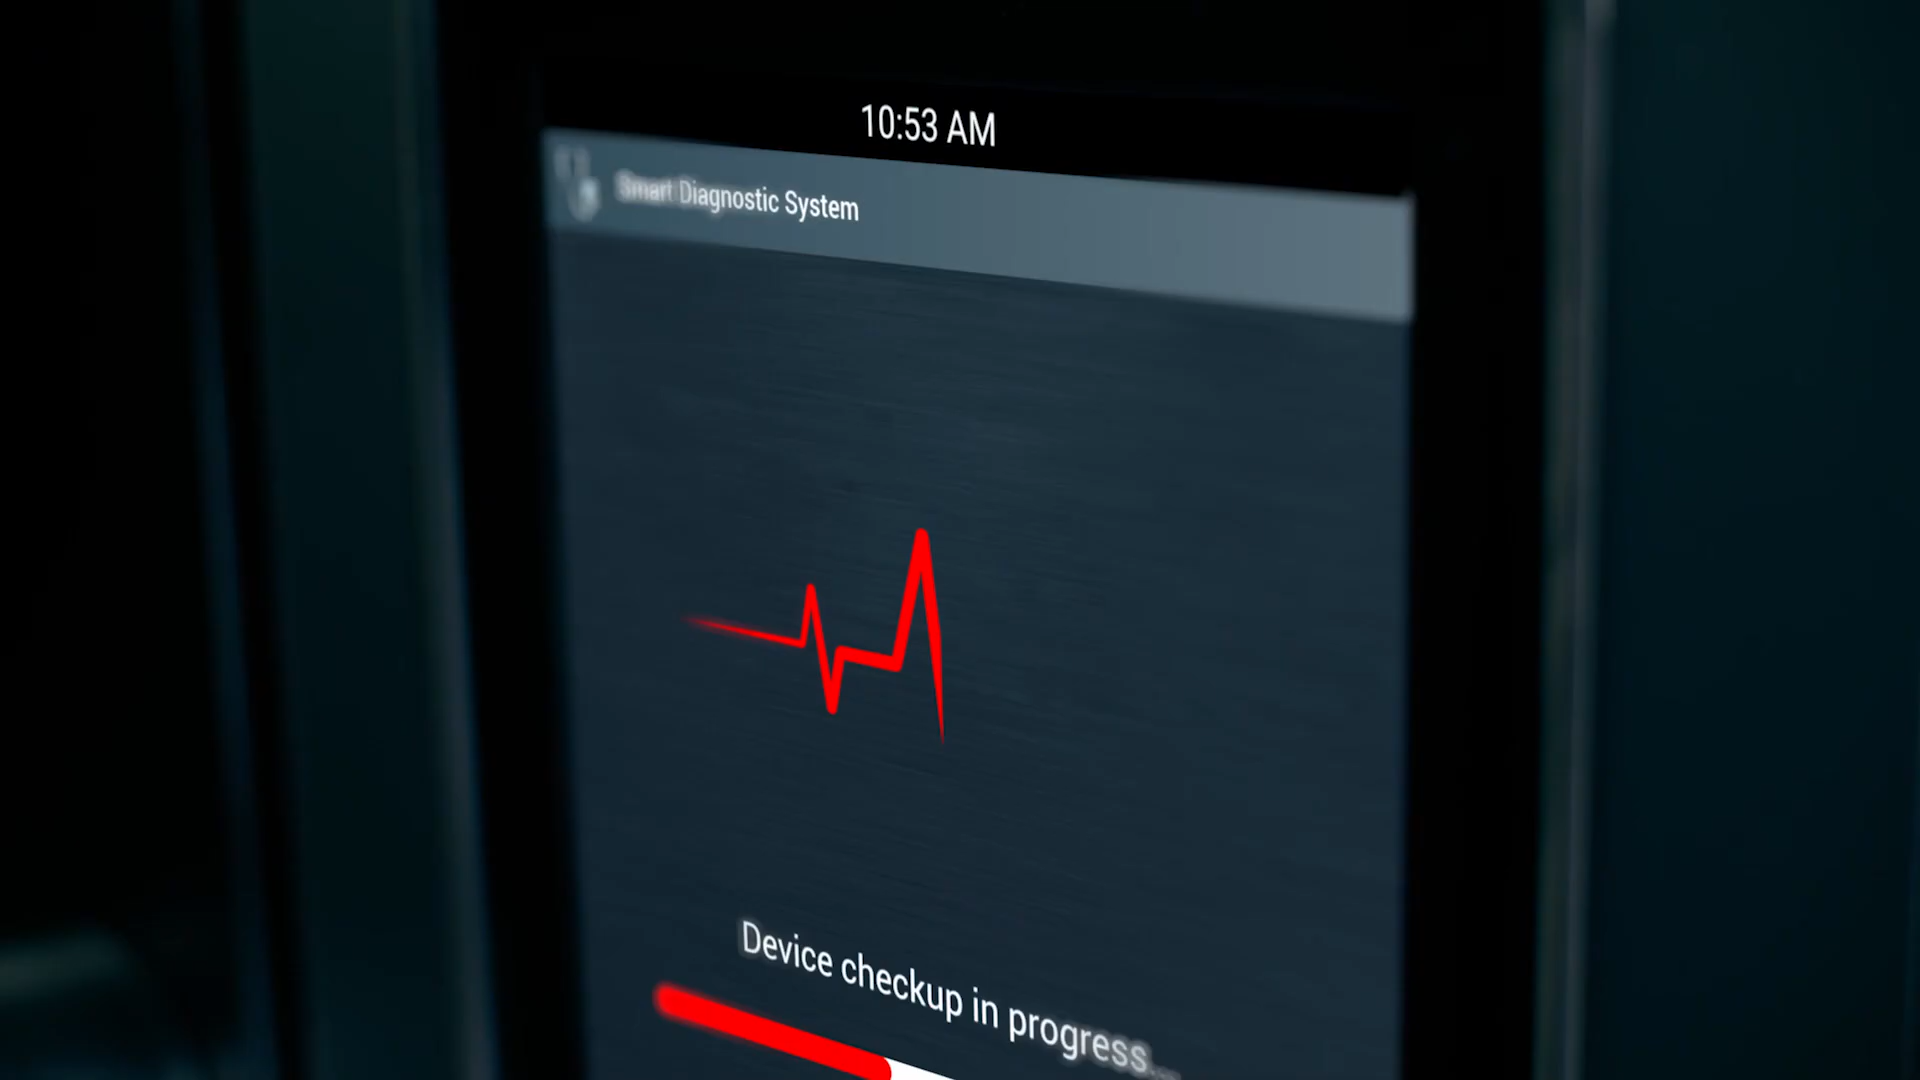 10:53 AM
Smart Diagnostic System
Device checkup in progress...